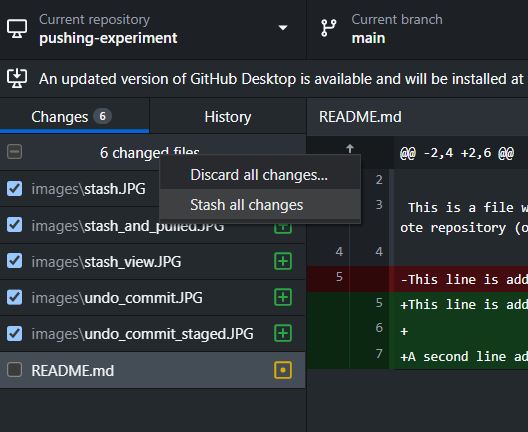 Current repository
pushing-experiment
Current branch
main
An updated version of GitHub Desktop is available and will be installed at
Changes 6
History
README.md
6 changed files
@@ -2,4 +2,6 @@
Discard all changes...
Stash all changes
2
images\stash.JPG
3 This is a file w
images\stash_and_pulled.JPG
ote repository (o
4 4
images\stash_view.JPG
5 -This line is add
images\undo_commit.JPG
5 +This line is add
images\undo_commit_staged.JPG
6 +
7 +A second line ad
README.md